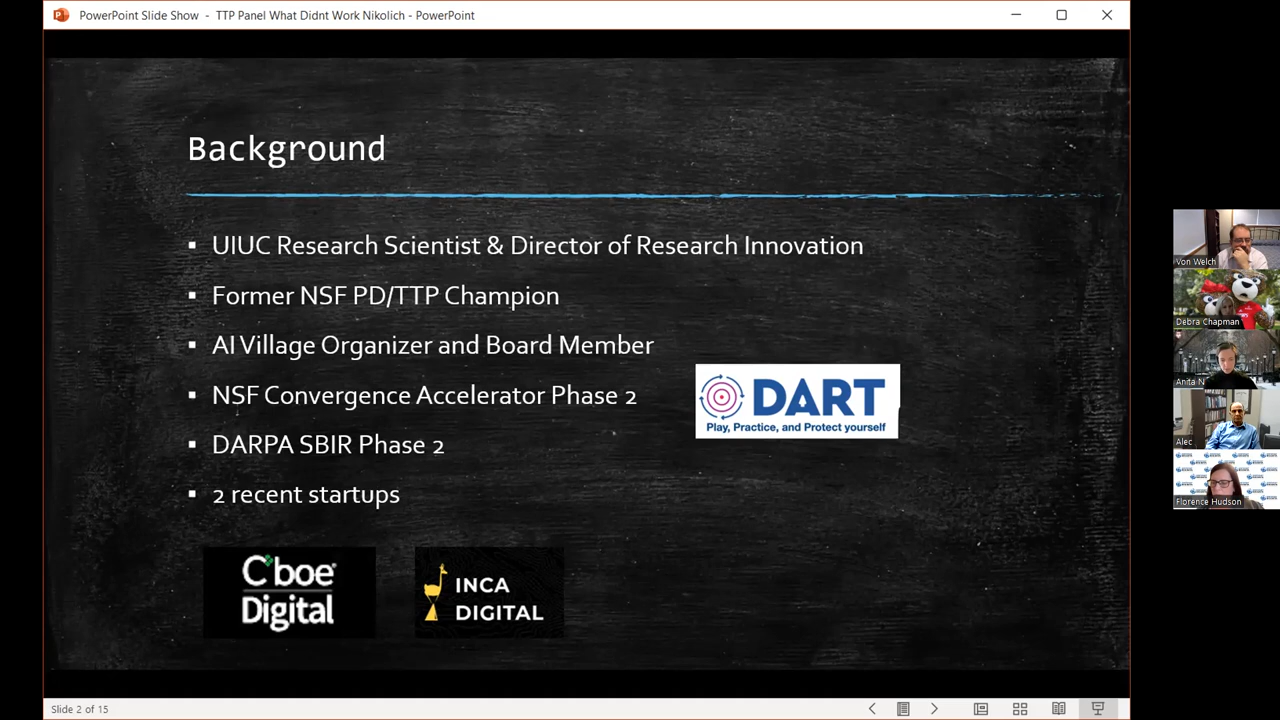 PowerPoint Slide Show - TTP Panel What Didnt Work Nikolich - PowerPoint
Background
▪ UIUC Research Scientist & Director of Research Innovation
▪ Former NSF PD/TTP Champion
▪ AI Village Organizer and Board Member
▪ NSF Convergence Accelerator Phase 2
▪ DARPA SBIR Phase 2
▪ 2 recent startups
DART
Play, Practice, and Protect yourself
Cboe®
Digital
INCA
DIGITAL
Von Welch
Debra Chapman
Anita N
Alec
Florence Hudson
Slide 2 of 15